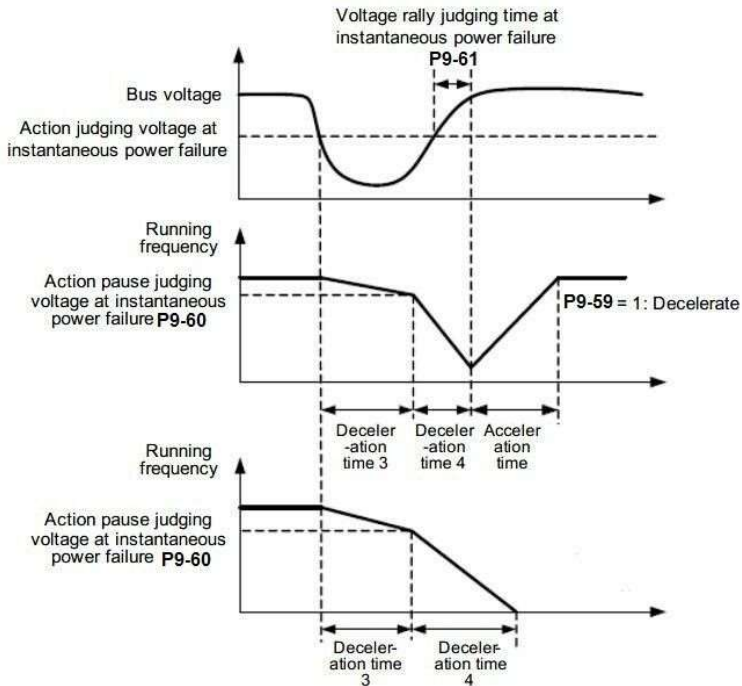 Voltage rally judging time at
instantaneous power failure
P9-61
Bus voltage
Action judging voltage at
instantaneous power failure
Running
frequency
Action pause judging
voltage at instantaneous
power failure P9-60
P9-59 = 1: Decelerate
Deceler
-ation
time 3
Deceler
-ation
time 4
Acceler
ation
time
Running
frequency
Action pause judging
voltage at instantaneous
power failure P9-60
Deceler-
ation time
3
Deceler-
ation time
4